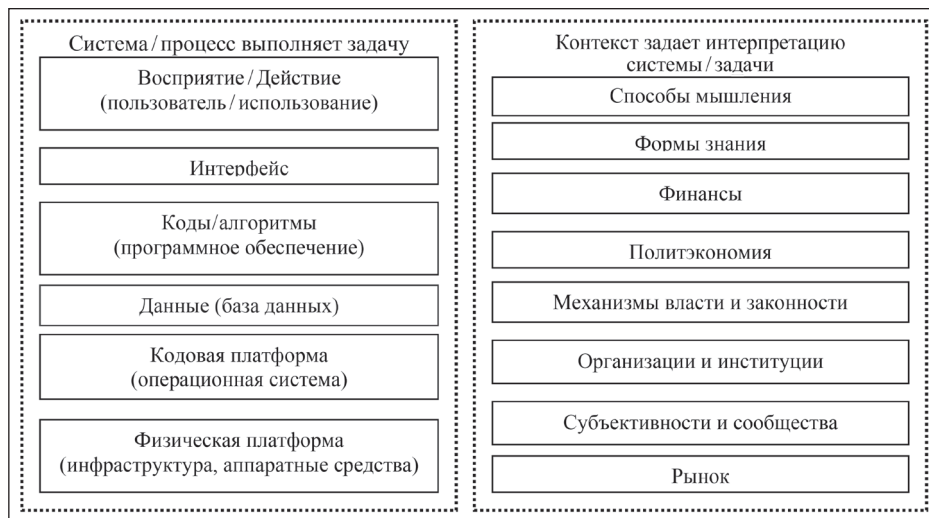 Система / процесс выполняет задачу
Восприятие / Действие
(пользователь / использование)
Интерфейс
Коды/алгоритмы
(программное обеспечение)
Данные (база данных)
Кодовая платформа
(операционная система)
Физическая платформа
(инфраструктура, аппаратные средства)
Контекст задает интерпретацию
системы / задачи
Способы мышления
Формы знания
Финансы
Политэкономия
Механизмы власти и законности
Организации и институции
Субъективности и сообщества
Рынок